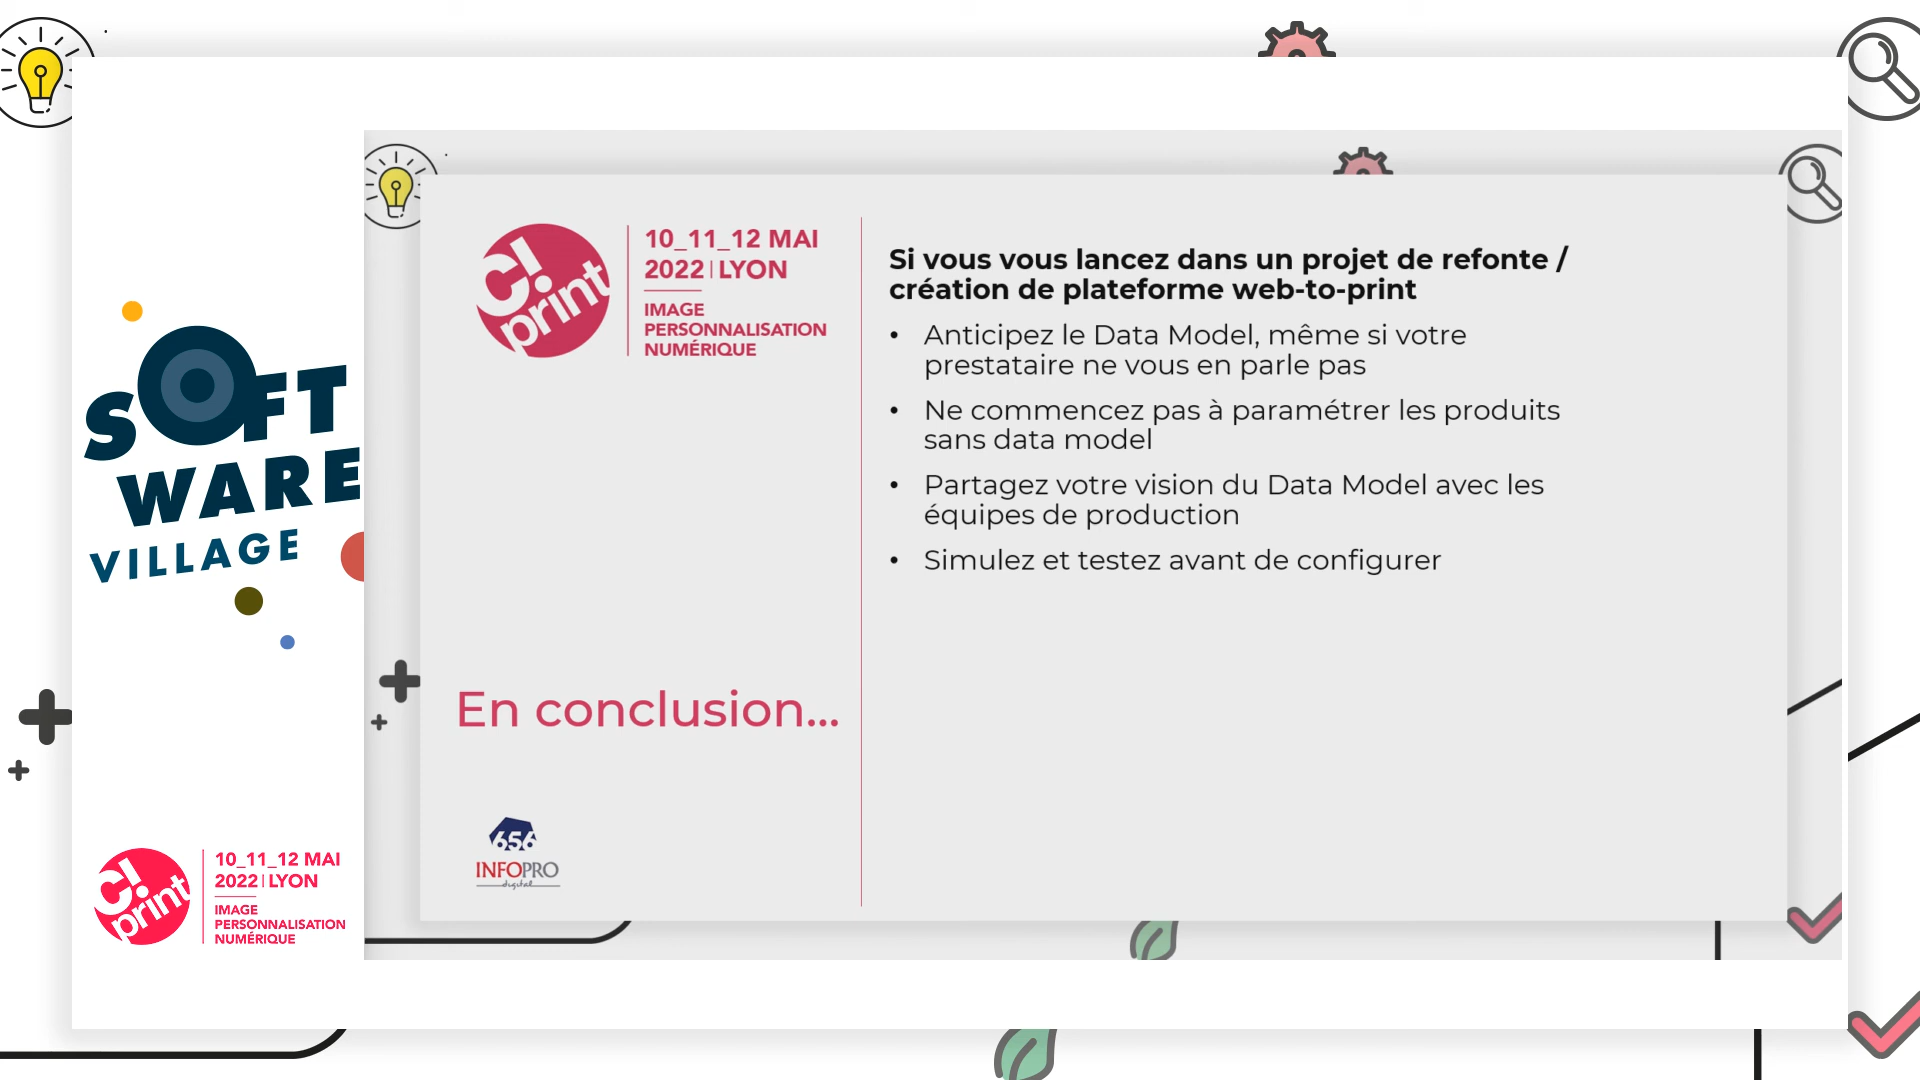 SOFT
WARE
VILLAGE
C!
print
10_11_12 MAI
2022 | LYON
IMAGE
PERSONNALISATION
NUMÉRIQUE
C!
print
10_11_12 MAI
2022 | LYON
IMAGE
PERSONNALISATION
NUMÉRIQUE
En conclusion...
656
INFOPRO
digital
Si vous vous lancez dans un projet de refonte /
création de plateforme web-to-print
• Anticipez le Data Model, même si votre
prestataire ne vous en parle pas
• Ne commencez pas à paramétrer les produits
sans data model
• Partagez votre vision du Data Model avec les
équipes de production
• Simulez et testez avant de configurer